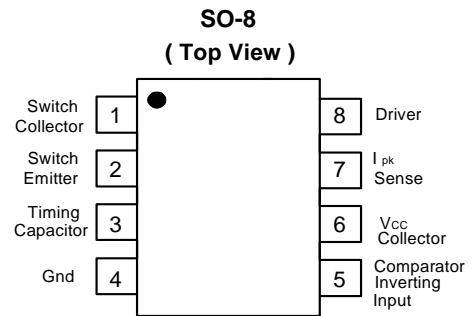 SO-8
( Top View )
Switch
Collector
1
8
Driver
Switch
Emitter
2
7
I pk
Sense
Timing
Capacitor
3
6
Vcc
Collector
Gnd
4
5
Comparator
Inverting
Input